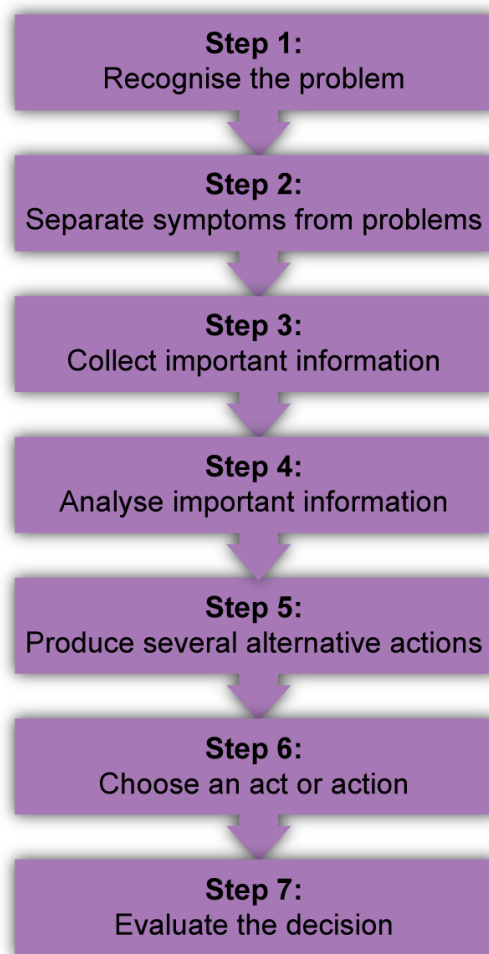 Step 1:
Recognise the problem
Step 2:
Separate symptoms from problems
Step 3:
Collect important information
Step 4:
Analyse important information
Step 5:
Produce several alternative actions
Step 6:
Choose an act or action
Step 7:
Evaluate the decision